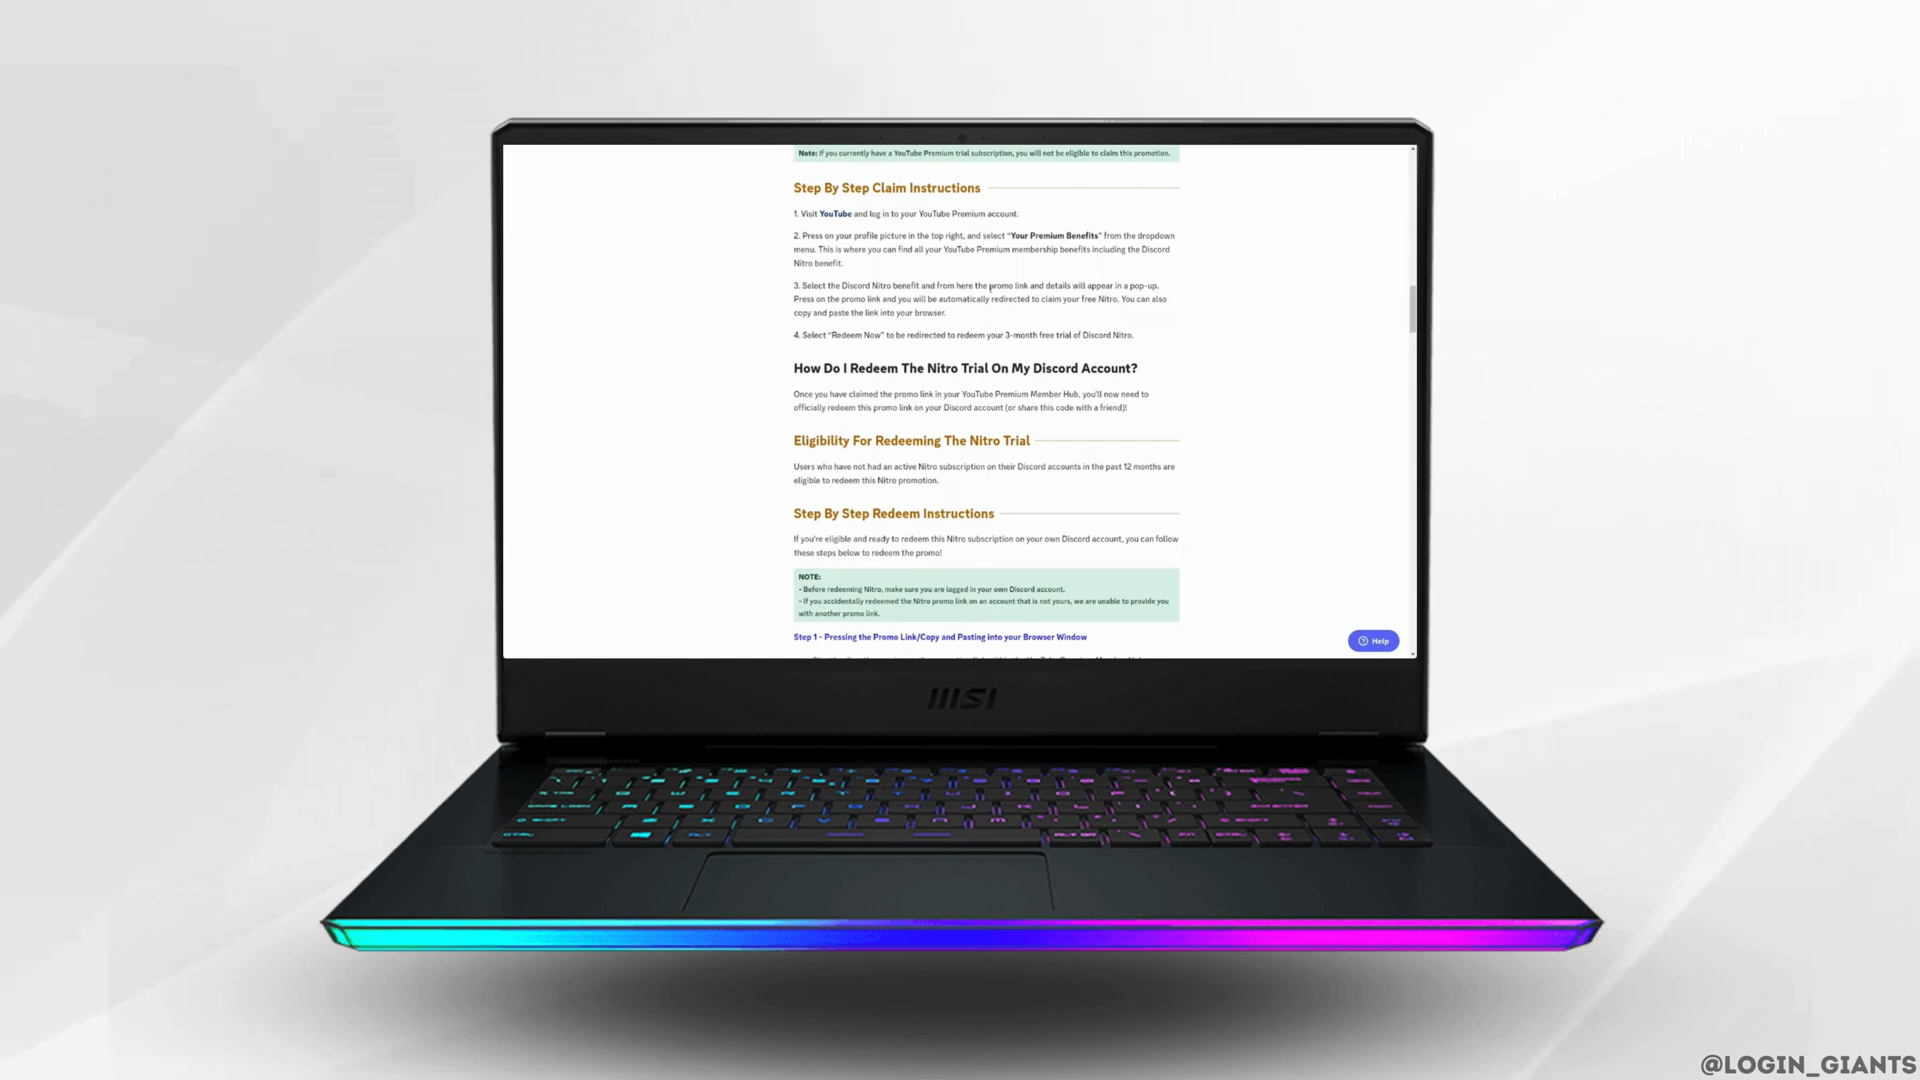 Note: If you currently have a YouTube Premium trial subscription, you will not be eligible to claim this promotion.
Step By Step Claim Instructions
1. Visit YouTube and log in to your YouTube Premium account.
2. Press on your profile picture in the top right, and select “Your Premium Benefits” from the dropdown
menu. This is where you can find all your YouTube Premium membership benefits including the Discord
Nitro benefit.
3. Select the Discord Nitro benefit and from here the promo link and details will appear in a pop-up.
Press on the promo link and you will be automatically redirected to claim your free Nitro. You can also
copy and paste the link into your browser.
4. Select “Redeem Now” to be redirected to redeem your 3-month free trial of Discord Nitro.
How Do I Redeem The Nitro Trial On My Discord Account?
Once you have claimed the promo link in your YouTube Premium Member Hub, you'll now need to
officially redeem this promo link on your Discord account (or share this code with a friend)!
Eligibility For Redeeming The Nitro Trial
Users who have not had an active Nitro subscription on their Discord accounts in the past 12 months are
eligible to redeem this Nitro promotion.
Step By Step Redeem Instructions
If you're eligible and ready to redeem this Nitro subscription on your own Discord account, you can follow
these steps below to redeem the promo!
NOTE:
- Before redeeming Nitro, make sure you are logged in your own Discord account.
- If you accidentally redeemed the Nitro promo link on an account that is not yours, we are unable to provide you
with another promo link.
Step 1 - Pressing the Promo Link/Copy and Pasting into your Browser Window
Help
msi
@LOGIN_GIANTS